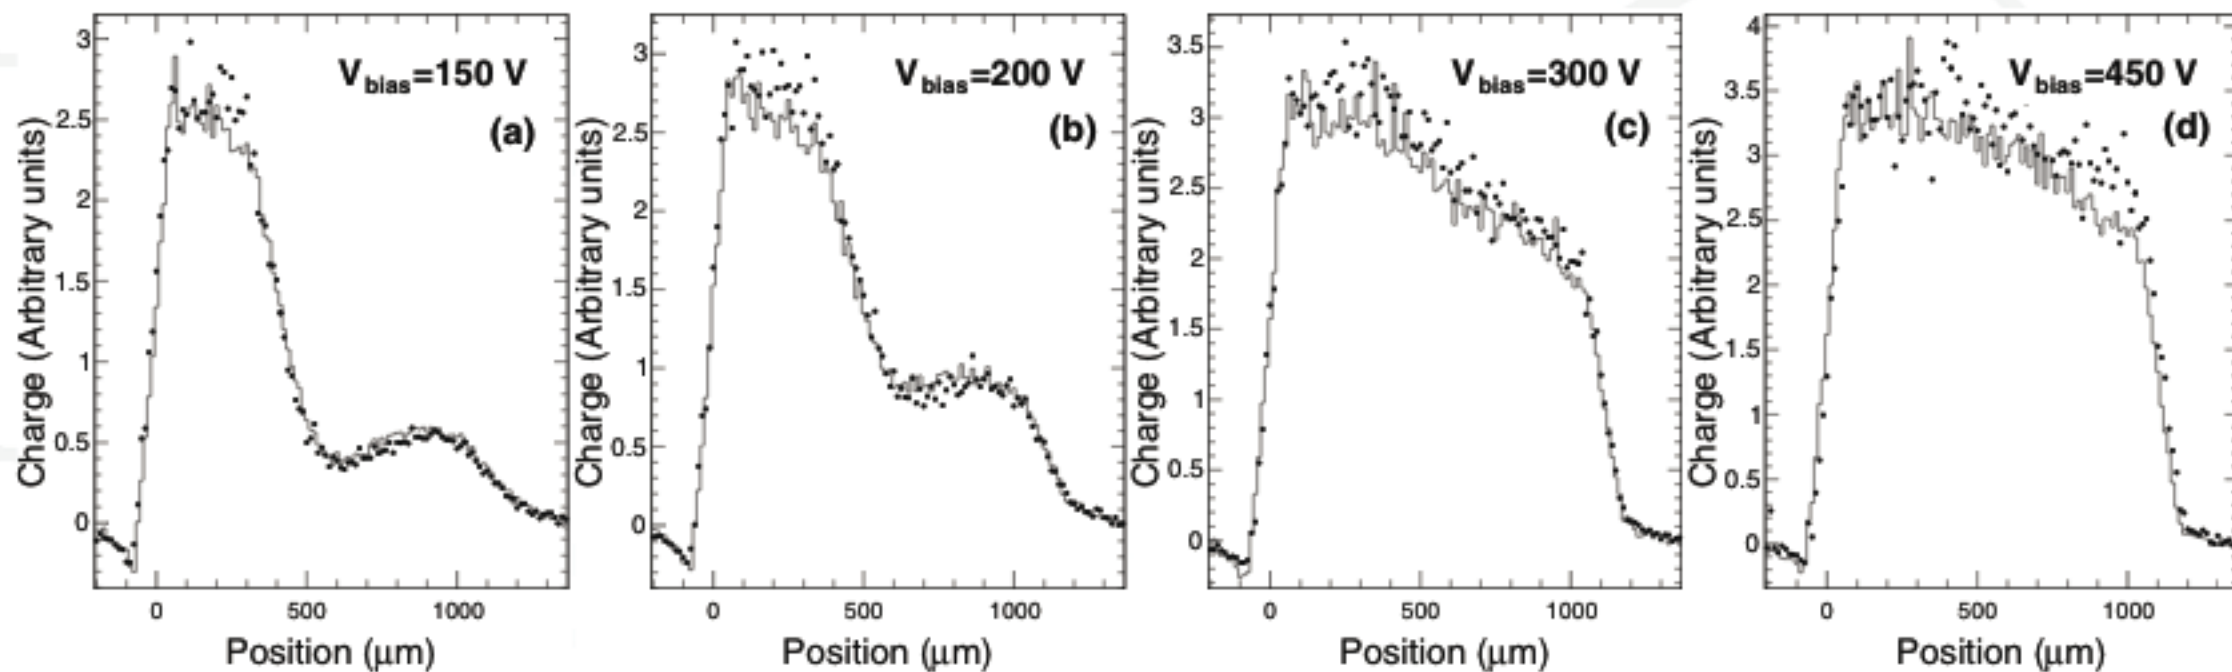 V_bias=150 V
(a)
Charge (Arbitrary units)
3
2.5
2
1.5
1
0.5
0
0 500 1000
Position (μm)
V_bias=200 V
(b)
Charge (Arbitrary units)
3
2.5
2
1.5
1
0.5
0
0 500 1000
Position (μm)
V_bias=300 V
(c)
Charge (Arbitrary units)
3.5
3
2.5
2
1.5
1
0.5
0
0 500 1000
Position (μm)
V_bias=450 V
(d)
Charge (Arbitrary units)
4
3.5
3
2.5
2
1.5
1
0.5
0
0 500 1000
Position (μm)